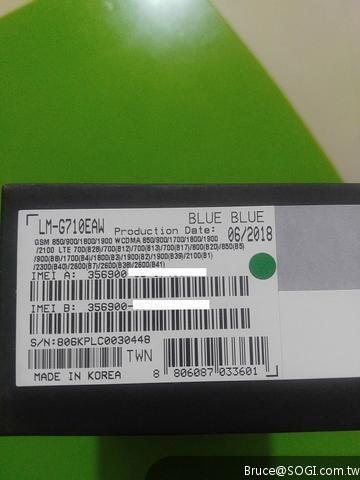 LM-G710EAW
BLUE BLUE
Production Date: 06/2018
GSM 850/900/1800/1900 WCDMA 850/900/1700/1800/1900
/2100 LTE 700(B28)/700(B12)/700(B13)/700(B17)/800(B20)/850(B5)
/900(B8)/1700(B4)/1800(B3)/1900(B2)/1900(B39)/2100(B1)
/2300(B40)/2600(B7)/2600(B38)/2600(B41)
IMEI A: 356900-
IMEI B: 356900-
S/N:806KPLC0030448
TWN
MADE IN KOREA
8 806087 033601
Bruce@SOGI.com.tw